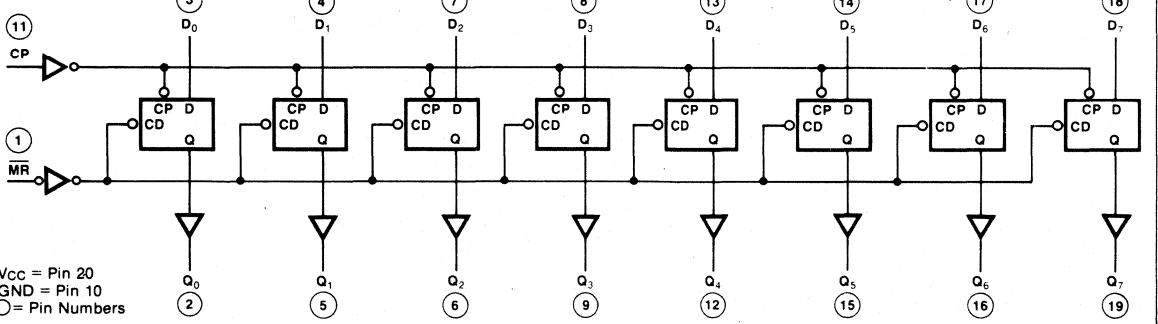 3 4 7 8 13 14 17 18
11 D0 D1 D2 D3 D4 D5 D6 D7
CP
CP D CP D CP D CP D CP D CP D CP D CP D
CD CD CD CD CD CD CD CD
1 Q Q Q Q Q Q Q Q
MR
VCC = Pin 20
GND = Pin 10
= Pin Numbers
Q0 Q1 Q2 Q3 Q4 Q5 Q6 Q7
2 5 6 9 12 15 16 19